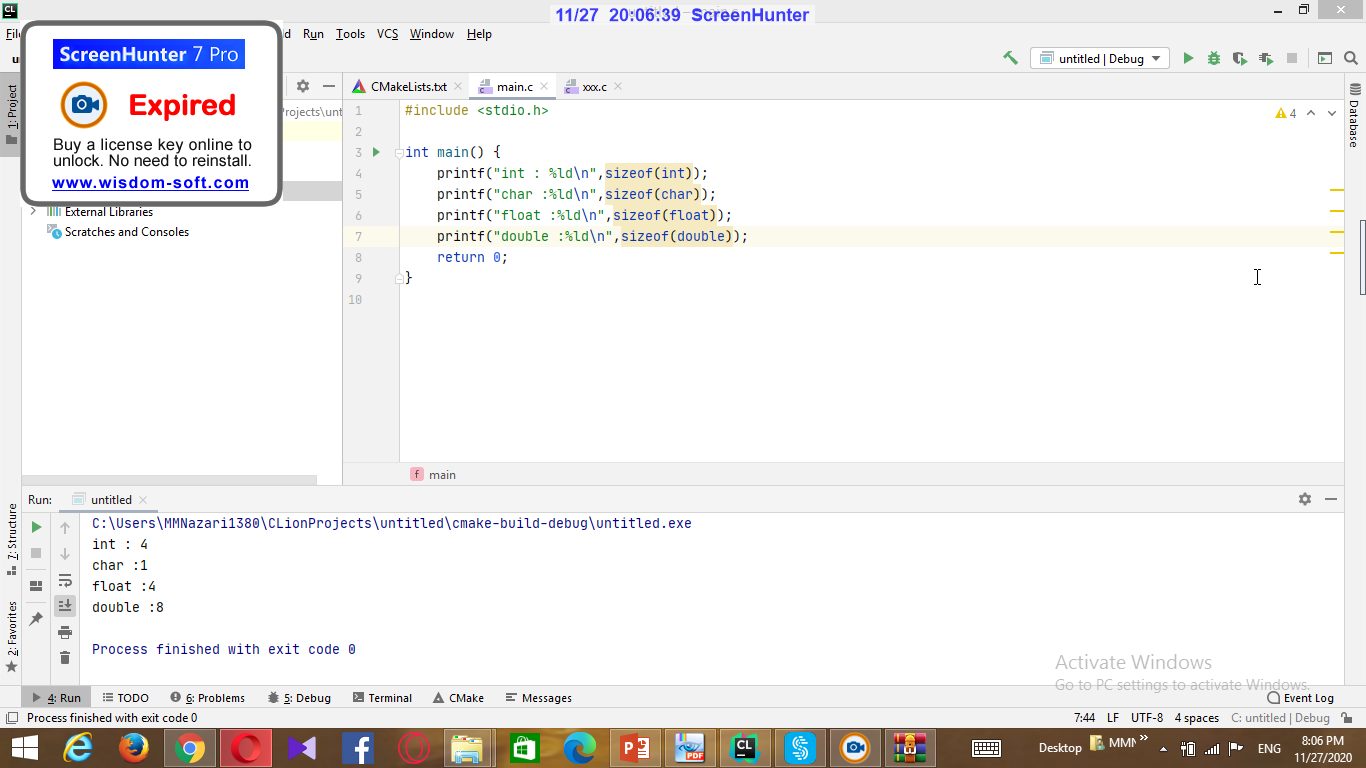 11/27 20:06:39 ScreenHunter
Run Tools VCS Window Help
ScreenHunter 7 Pro
Expired
Buy a license key online to
unlock. No need to reinstall.
www.wisdom-soft.com
untitled | Debug
CMakeLists.txt main.c xxx.c
1: Project
Database
rojects\unt
External Libraries
Scratches and Consoles
4
1 #include <stdio.h>
2
3 int main() {
4 printf("int : %ld\n",sizeof(int));
5 printf("char :%ld\n",sizeof(char));
6 printf("float :%ld\n",sizeof(float));
7 printf("double :%ld\n",sizeof(double));
8 return 0;
9 }
10
f main
Run: untitled
7: Structure
2: Favorites
C:\Users\MMNazari1380\CLionProjects\untitled\cmake-build-debug\untitled.exe
int : 4
char :1
float :4
double :8
Process finished with exit code 0
Activate Windows
Go to PC settings to activate Windows.
4: Run TODO 6: Problems 5: Debug Terminal CMake Messages Event Log
Process finished with exit code 0 7:44 LF UTF-8 4 spaces C: untitled | Debug
Desktop MMN ENG 8:06 PM
11/27/2020